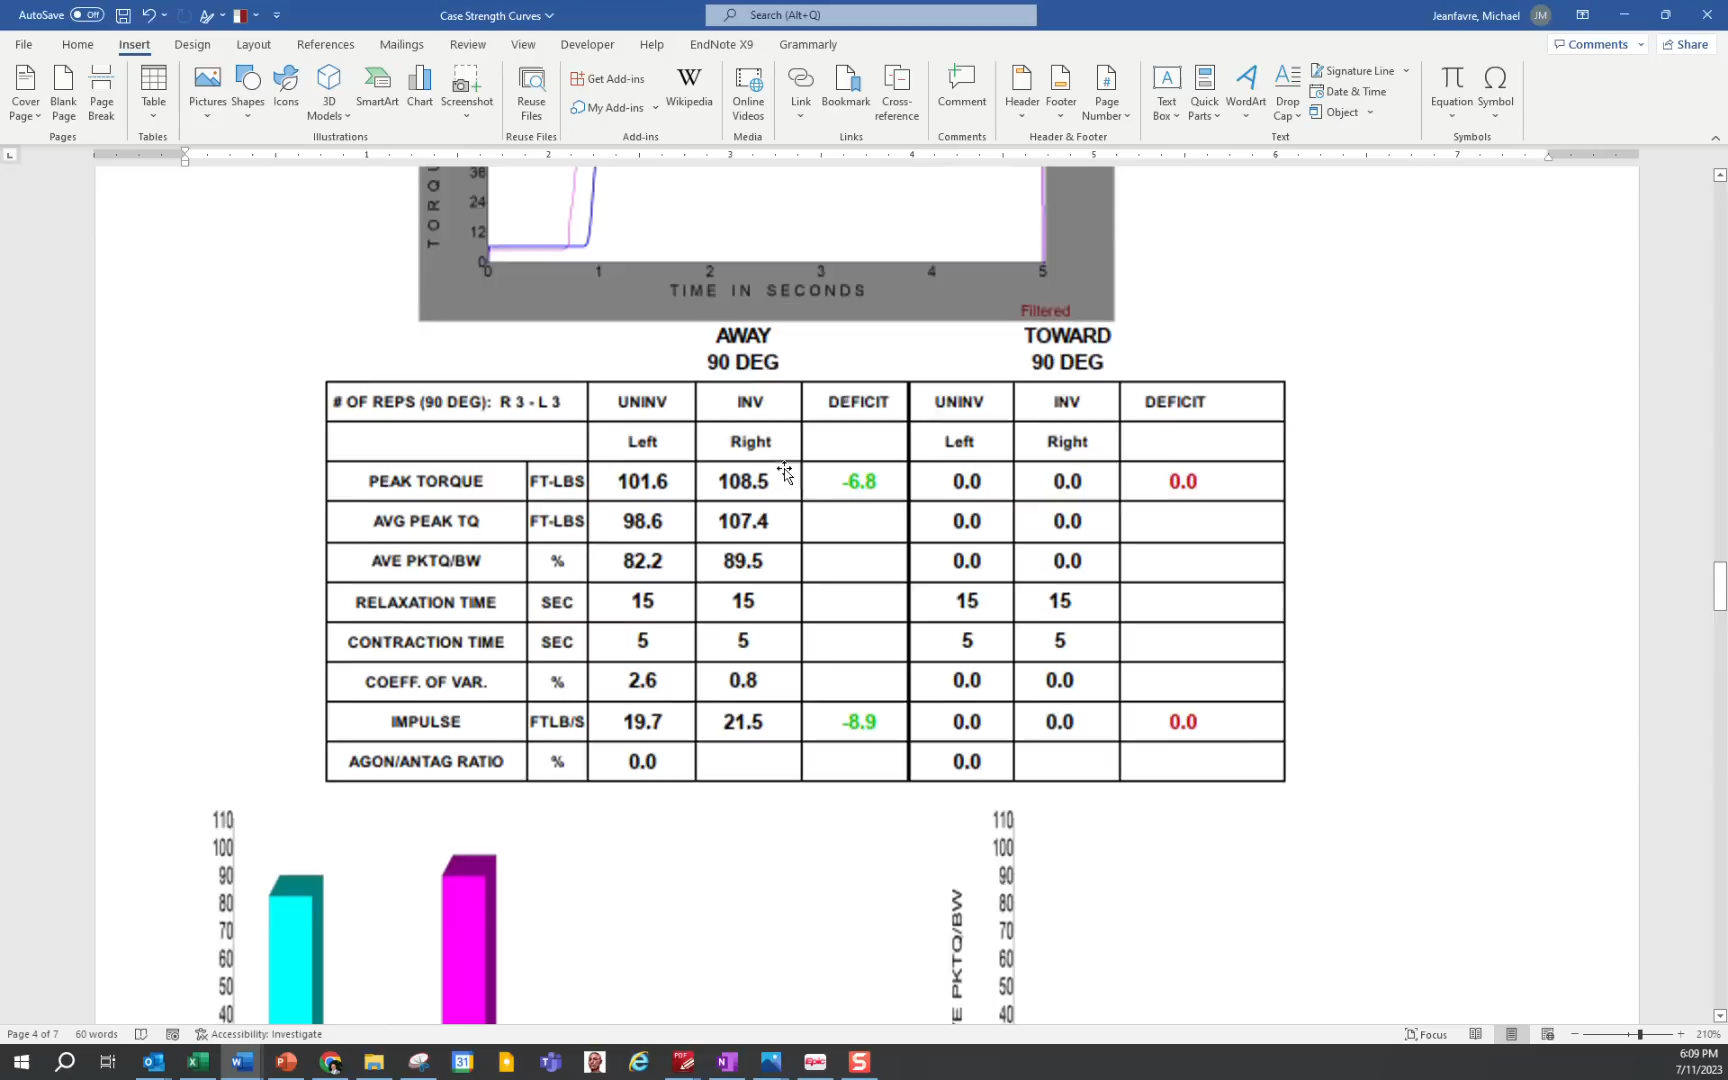 AutoSave Off Case Strength Curves Search (Alt+Q) Jeanfavre, Michael JM
File Home Insert Design Layout References Mailings Review View Developer Help EndNote X9 Grammarly Comments Share
Cover Page Blank Page Page Break Table Pictures Shapes Icons 3D Models SmartArt Chart Screenshot Reuse Files Get Add-ins My Add-ins Wikipedia Online Videos Link Bookmark Cross-reference Comment Header Footer Page Number Text Box Quick Parts WordArt Drop Cap Signature Line Date & Time Object Equation Symbol
Pages Tables Illustrations Reuse Files Add-ins Media Links Comments Header & Footer Text Symbols
1 2 3 4 5 6 7
TORQU
36
24
12
0
0 1 2 3 4 5
TIME IN SECONDS
Filtered
AWAY TOWARD
90 DEG 90 DEG
# OF REPS (90 DEG): R 3 - L 3 UNINV INV DEFICIT UNINV INV DEFICIT
Left Right Left Right
PEAK TORQUE FT-LBS 101.6 108.5 -6.8 0.0 0.0 0.0
AVG PEAK TQ FT-LBS 98.6 107.4 0.0 0.0
AVE PKTQ/BW % 82.2 89.5 0.0 0.0
RELAXATION TIME SEC 15 15 15 15
CONTRACTION TIME SEC 5 5 5 5
COEFF. OF VAR. % 2.6 0.8 0.0 0.0
IMPULSE FTLB/S 19.7 21.5 -8.9 0.0 0.0 0.0
AGON/ANTAG RATIO % 0.0 0.0
110 110
100 100
90 90
80 80
70 70
60 60
50 50
40 40
E PKTQ/BW
Page 4 of 7 60 words Accessibility: Investigate Focus 210%
6:09 PM
7/11/2023